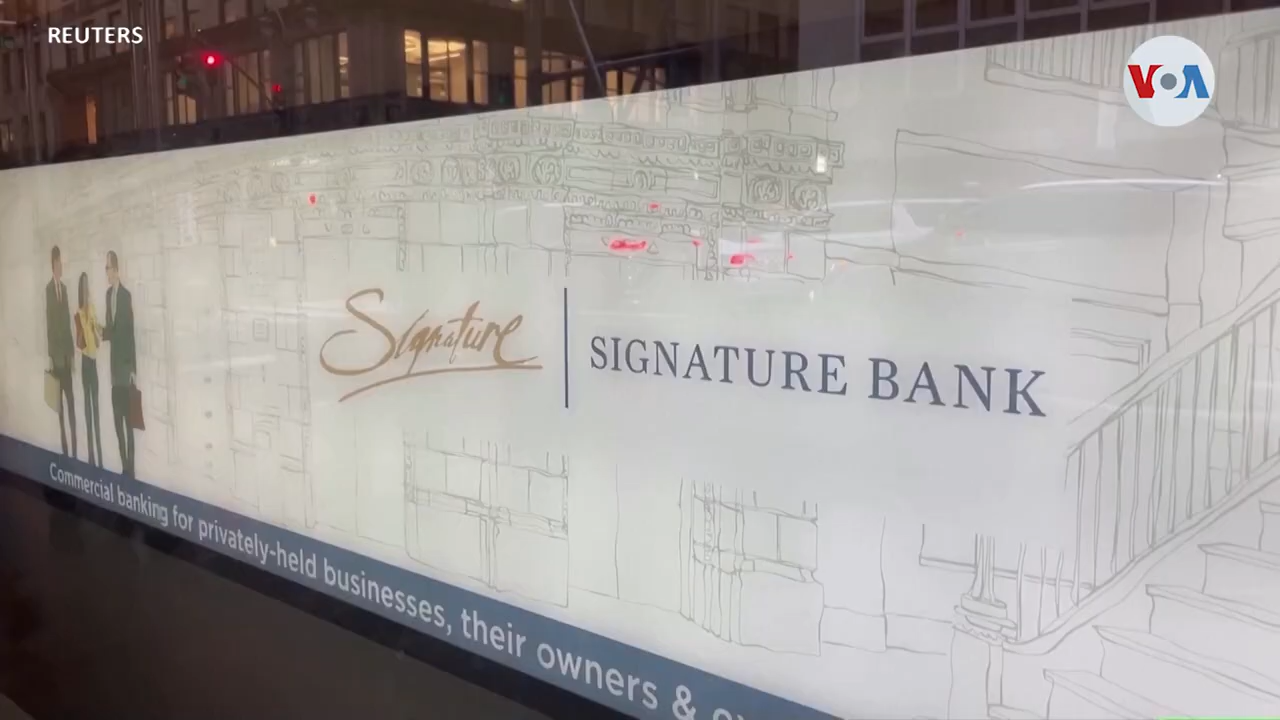 REUTERS
VOA
Signature
SIGNATURE BANK
Commercial banking for privately-held businesses, their owners &